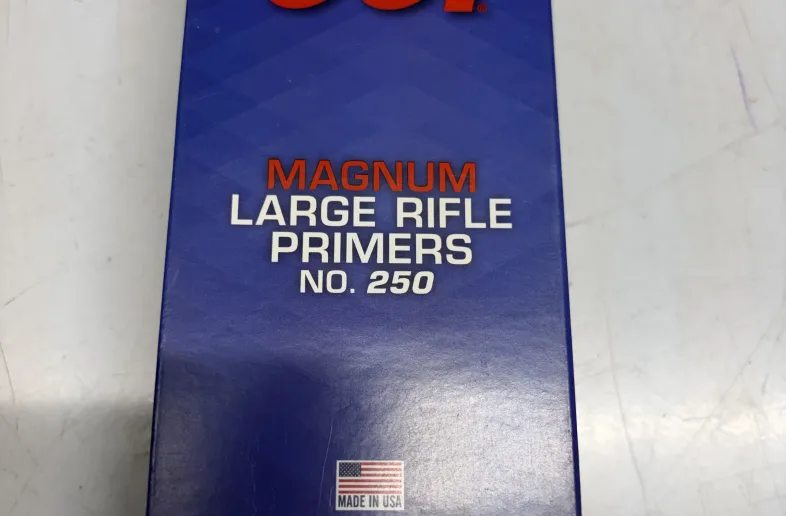 MAGNUM
LARGE RIFLE
PRIMERS
NO. 250
MADE IN USA